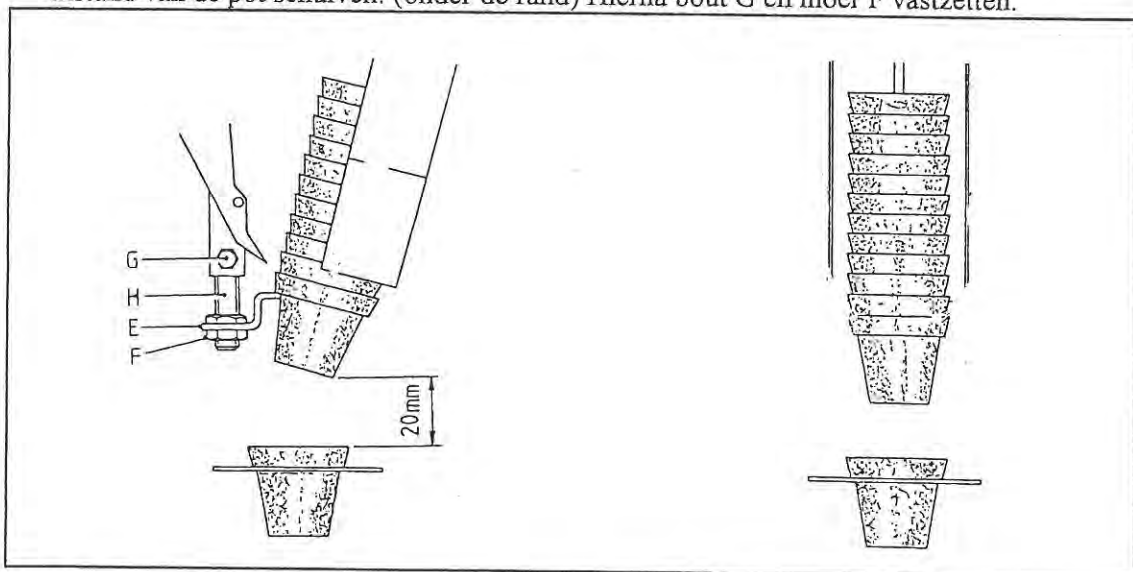 van de pot schuiven. (onder de rand) Hierna bout G en moer F vastzetten.
G
H
E
F
20mm